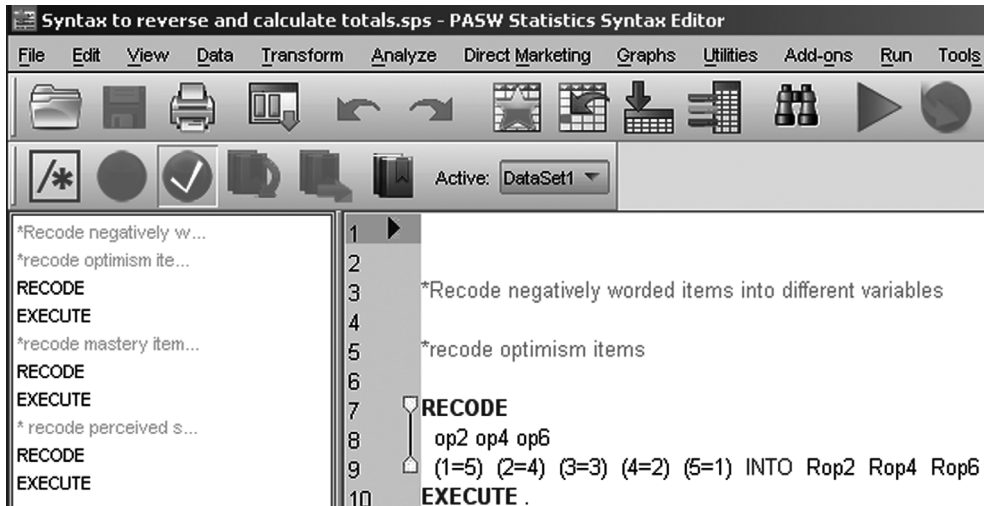 Syntax to reverse and calculate totals.sps - PASW Statistics Syntax Editor
File Edit View Data Transform Analyze Direct Marketing Graphs Utilities Add-ons Run Tools
/*
Active: DataSet1
*Recode negatively w...
*recode optimism ite...
RECODE
EXECUTE
*recode mastery item...
RECODE
EXECUTE
* recode perceived s...
RECODE
EXECUTE
1
2
3 *Recode negatively worded items into different variables
4
5 *recode optimism items
6
7 RECODE
8 op2 op4 op6
9 (1=5) (2=4) (3=3) (4=2) (5=1) INTO Rop2 Rop4 Rop6
10 EXECUTE .